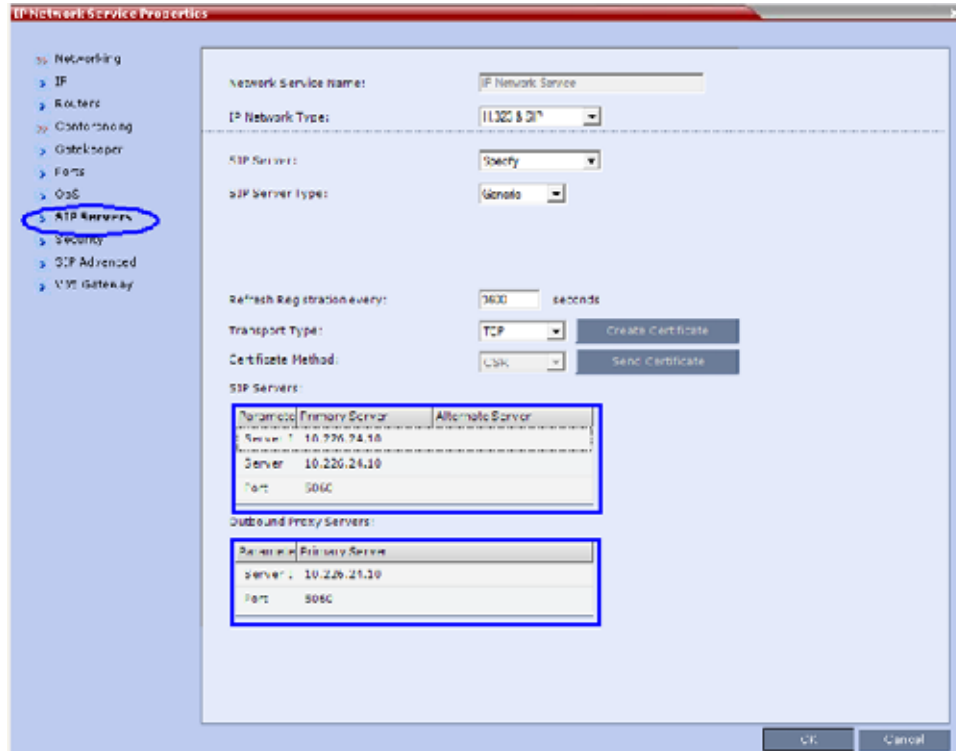 IP Network Service Properties
Networking
IP
Routers
Conferencing
Gatekeeper
Ports
QoS
SIP Servers
Security
SIP Advanced
V35 Gateway
Network Service Name: IP Network Service
IP Network Type: H.323 & SIP
SIP Server: Specify
SIP Server Type: Generic
Refresh Registration every: 3600 seconds
Transport Type: TCP Create Certificate
Certificate Method: CSR Send Certificate
SIP Servers:
Paramete Primary Server Alternate Server
Server I 10.226.24.10
Server 10.226.24.10
Port 5060
Outbound Proxy Servers:
Paramete Primary Server
Server I 10.226.24.10
Port 5060
OK Cancel